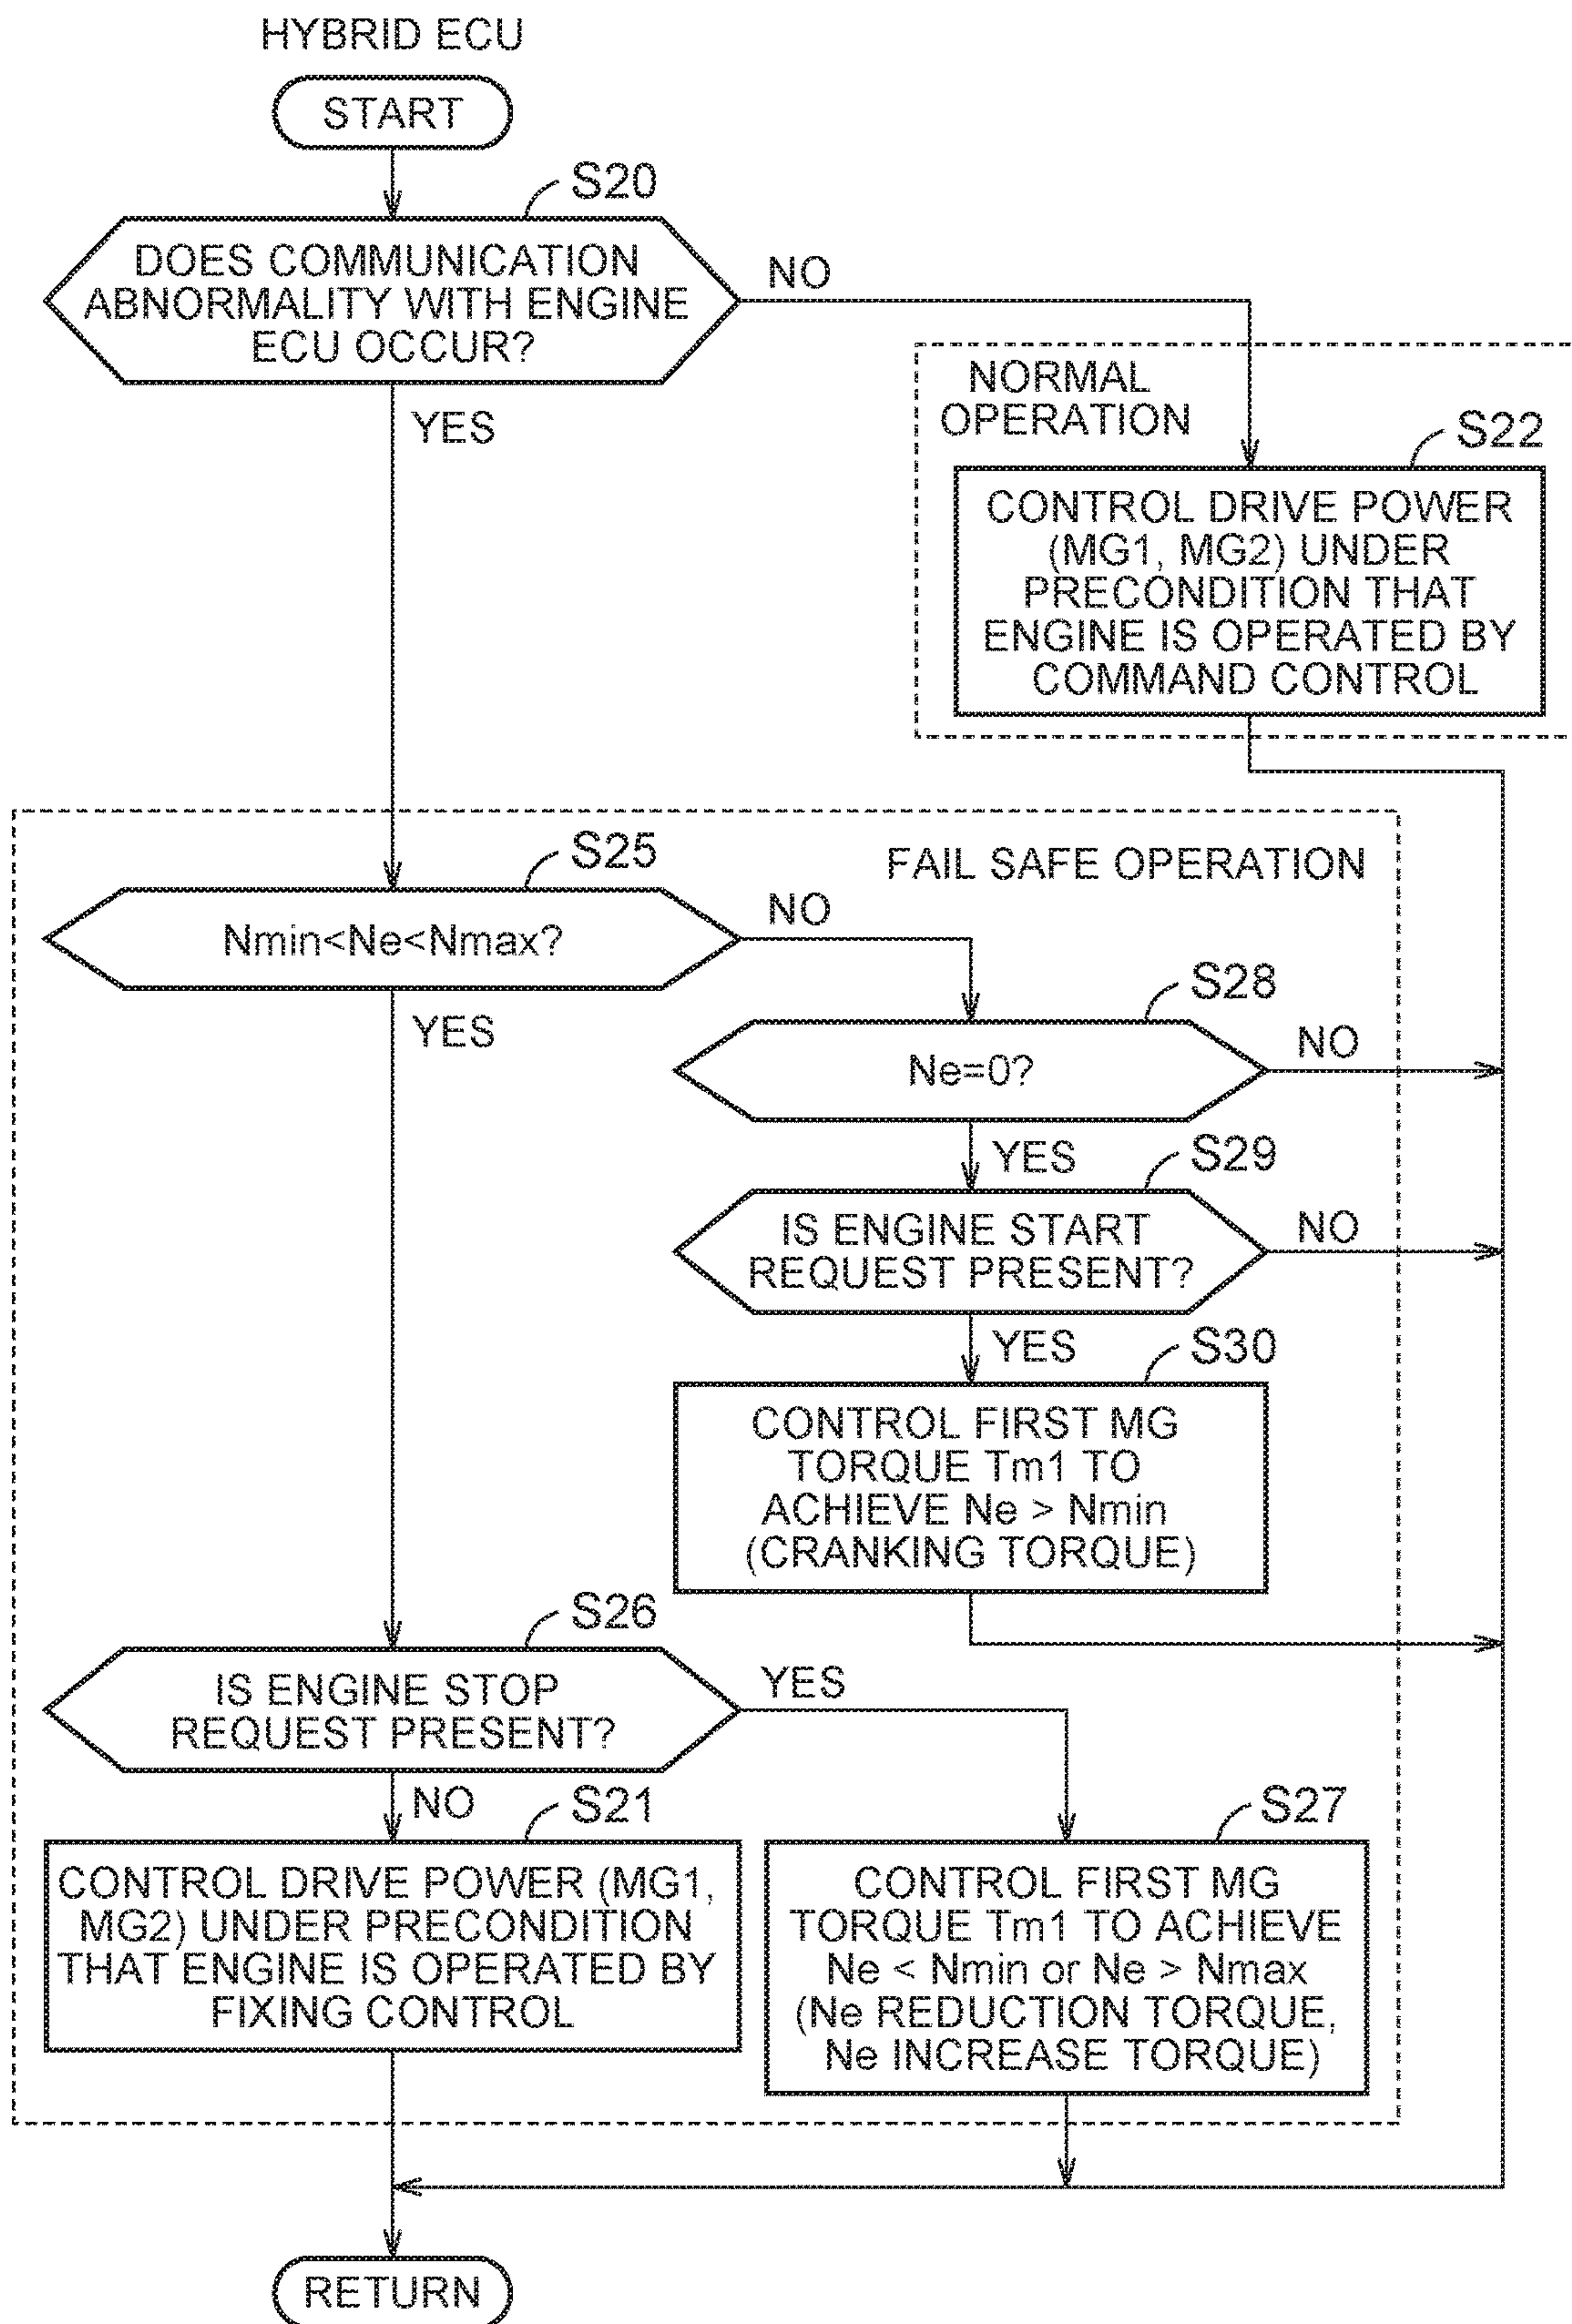 HYBRID ECU
START
S20
DOES COMMUNICATION
ABNORMALITY WITH ENGINE
ECU OCCUR?
NO
YES
NORMAL
OPERATION
S22
CONTROL DRIVE POWER
(MG1, MG2) UNDER
PRECONDITION THAT
ENGINE IS OPERATED BY
COMMAND CONTROL
FAIL SAFE OPERATION
S25
Nmin<Ne<Nmax?
NO
YES
S28
Ne=0?
NO
YES
S29
IS ENGINE START
REQUEST PRESENT?
NO
YES
S30
CONTROL FIRST MG
TORQUE Tm1 TO
ACHIEVE Ne > Nmin
(CRANKING TORQUE)
S26
IS ENGINE STOP
REQUEST PRESENT?
YES
NO
S21
CONTROL DRIVE POWER (MG1,
MG2) UNDER PRECONDITION
THAT ENGINE IS OPERATED BY
FIXING CONTROL
S27
CONTROL FIRST MG
TORQUE Tm1 TO ACHIEVE
Ne < Nmin or Ne > Nmax
(Ne REDUCTION TORQUE,
Ne INCREASE TORQUE)
RETURN